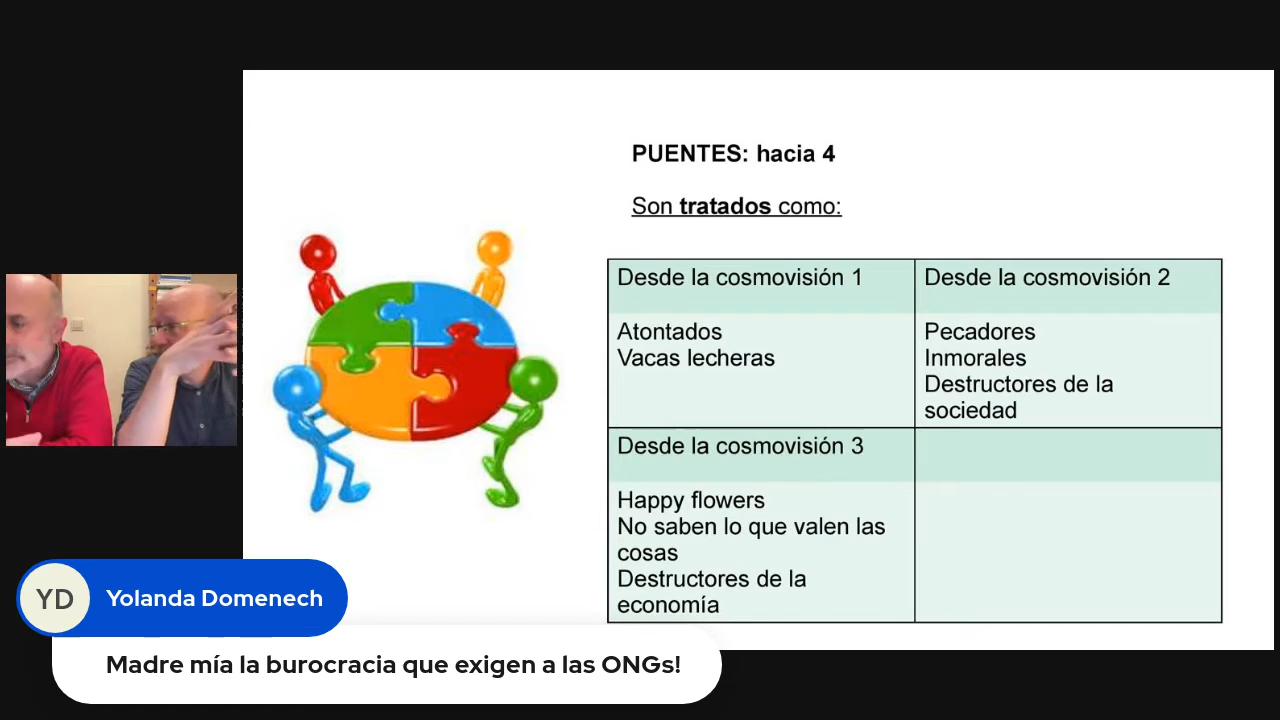 PUENTES: hacia 4
Son tratados como:
Desde la cosmovisión 1
Atontados
Vacas lecheras
Desde la cosmovisión 2
Pecadores
Inmorales
Destructores de la
sociedad
Desde la cosmovisión 3
Happy flowers
No saben lo que valen las
cosas
Destructores de la
economía
YD
Yolanda Domenech
Madre mía la burocracia que exigen a las ONGs!